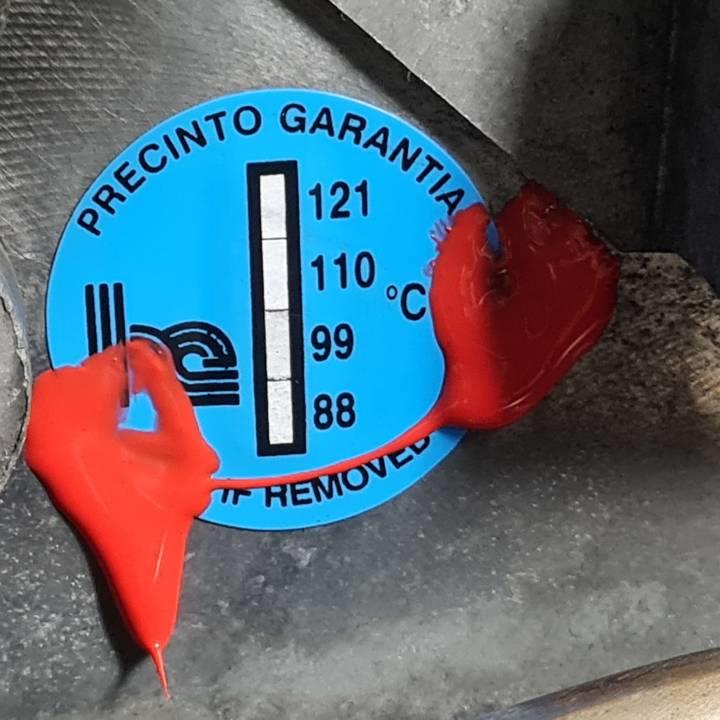 PRECINTO GARANTIA
121
110
°C
99
88
IF REMOVED